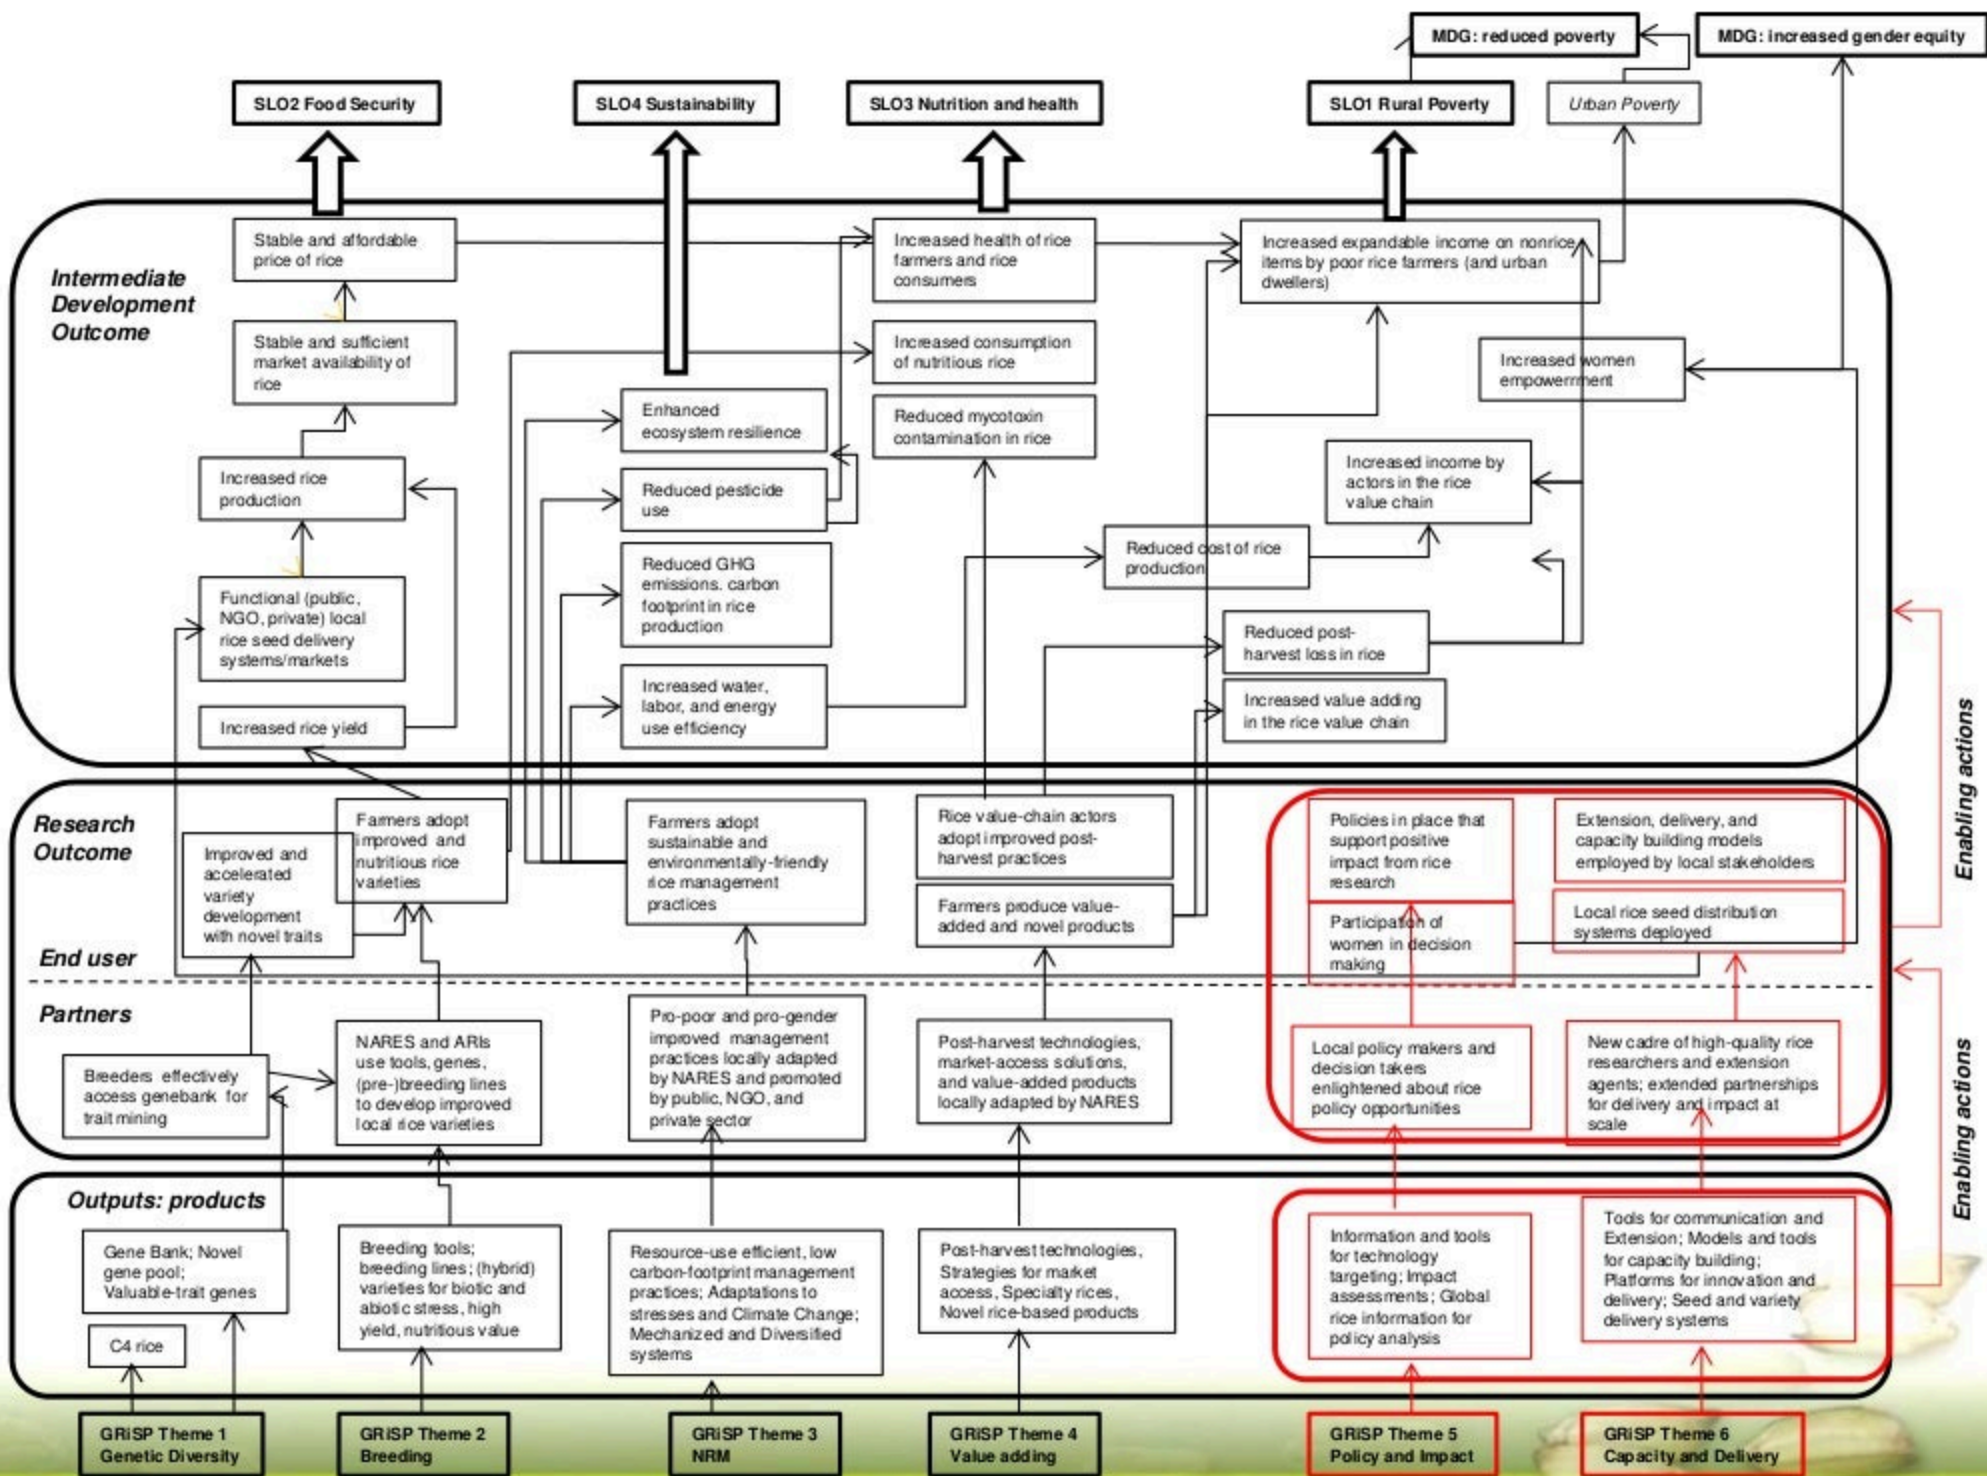 MDG: reduced poverty
MDG: increased gender equity
SLO2 Food Security
SLO4 Sustainability
SLO3 Nutrition and health
SLO1 Rural Poverty
Urban Poverty
Intermediate
Development
Outcome
Stable and affordable
price of rice
Stable and sufficient
market availability of
rice
Increased rice
production
Functional (public,
NGO, private) local
rice seed delivery
systems/markets
Increased rice yield
Enhanced
ecosystem resilience
Reduced pesticide
use
Reduced GHG
emissions. carbon
footprint in rice
production
Increased water,
labor, and energy
use efficiency
Increased health of rice
farmers and rice
consumers
Increased consumption
of nutritious rice
Reduced mycotoxin
contamination in rice
Increased expandable income on nonrice
items by poor rice farmers (and urban
dwellers)
Increased women
empowerrment
Increased income by
actors in the rice
value chain
Reduced cost of rice
production
Reduced post-
harvest loss in rice
Increased value adding
in the rice value chain
Enabling actions
Research
Outcome
Improved and
accelerated
variety
development
with novel traits
Farmers adopt
improved and
nutritious rice
varieties
Farmers adopt
sustainable and
environmentally-friendly
rice management
practices
Rice value-chain actors
adopt improved post-
harvest practices
Farmers produce value-
added and novel products
Policies in place that
support positive
impact from rice
research
Participation of
women in decision
making
Extension, delivery, and
capacity building models
employed by local stakeholders
Local rice seed distribution
systems deployed
End user
Partners
Breeders effectively
access genebank for
trait mining
NARES and ARIs
use tools, genes,
(pre-)breeding lines
to develop improved
local rice varieties
Pro-poor and pro-gender
improved management
practices locally adapted
by NARES and promoted
by public, NGO, and
private sector
Post-harvest technologies,
market-access solutions,
and value-added products
locally adapted by NARES
Local policy makers and
decision takers
enlightened about rice
policy opportunities
New cadre of high-quality rice
researchers and extension
agents; extended partnerships
for delivery and impact at
scale
Enabling actions
Outputs: products
Gene Bank; Novel
gene pool;
Valuable-trait genes
C4 rice
Breeding tools;
breeding lines; (hybrid)
varieties for biotic and
abiotic stress, high
yield, nutritious value
Resource-use efficient, low
carbon-footprint management
practices; Adaptations to
stresses and Climate Change;
Mechanized and Diversified
systems
Post-harvest technologies,
Strategies for market
access, Specialty rices,
Novel rice-based products
Information and tools
for technology
targeting; Impact
assessments; Global
rice information for
policy analysis
Tools for communication and
Extension; Models and tools
for capacity building;
Platforms for innovation and
delivery; Seed and variety
delivery systems
GRiSP Theme 1
Genetic Diversity
GRiSP Theme 2
Breeding
GRiSP Theme 3
NRM
GRiSP Theme 4
Value adding
GRiSP Theme 5
Policy and Impact
GRiSP Theme 6
Capacity and Delivery